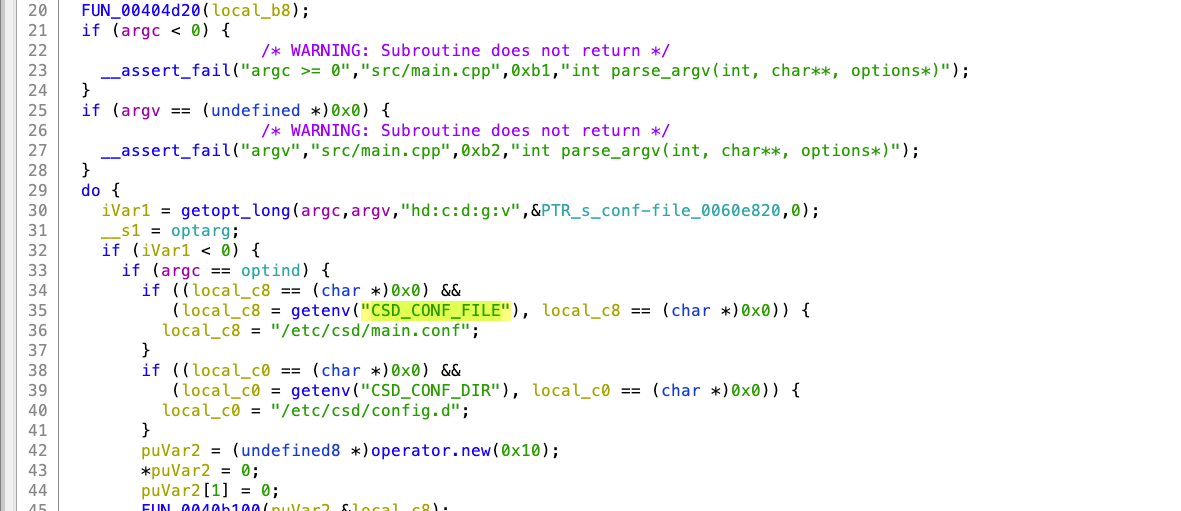 20 FUN_00404d20(local_b8);
21 if (argc < 0) {
22 /* WARNING: Subroutine does not return */
23 __assert_fail("argc >= 0","src/main.cpp",0xb1,"int parse_argv(int, char**, options*)");
24 }
25 if (argv == (undefined *)0x0) {
26 /* WARNING: Subroutine does not return */
27 __assert_fail("argv","src/main.cpp",0xb2,"int parse_argv(int, char**, options*)");
28 }
29 do {
30 iVar1 = getopt_long(argc,argv,"hd:c:d:g:v",&PTR_s_conf-file_0060e820,0);
31 __s1 = optarg;
32 if (iVar1 < 0) {
33 if (argc == optind) {
34 if ((local_c8 == (char *)0x0) &&
35 (local_c8 = getenv("CSD_CONF_FILE"), local_c8 == (char *)0x0)) {
36 local_c8 = "/etc/csd/main.conf";
37 }
38 if ((local_c0 == (char *)0x0) &&
39 (local_c0 = getenv("CSD_CONF_DIR"), local_c0 == (char *)0x0)) {
40 local_c0 = "/etc/csd/config.d";
41 }
42 puVar2 = (undefined8 *)operator.new(0x10);
43 *puVar2 = 0;
44 puVar2[1] = 0;
45 FUN_0040b100(puVar2,&local_c8);